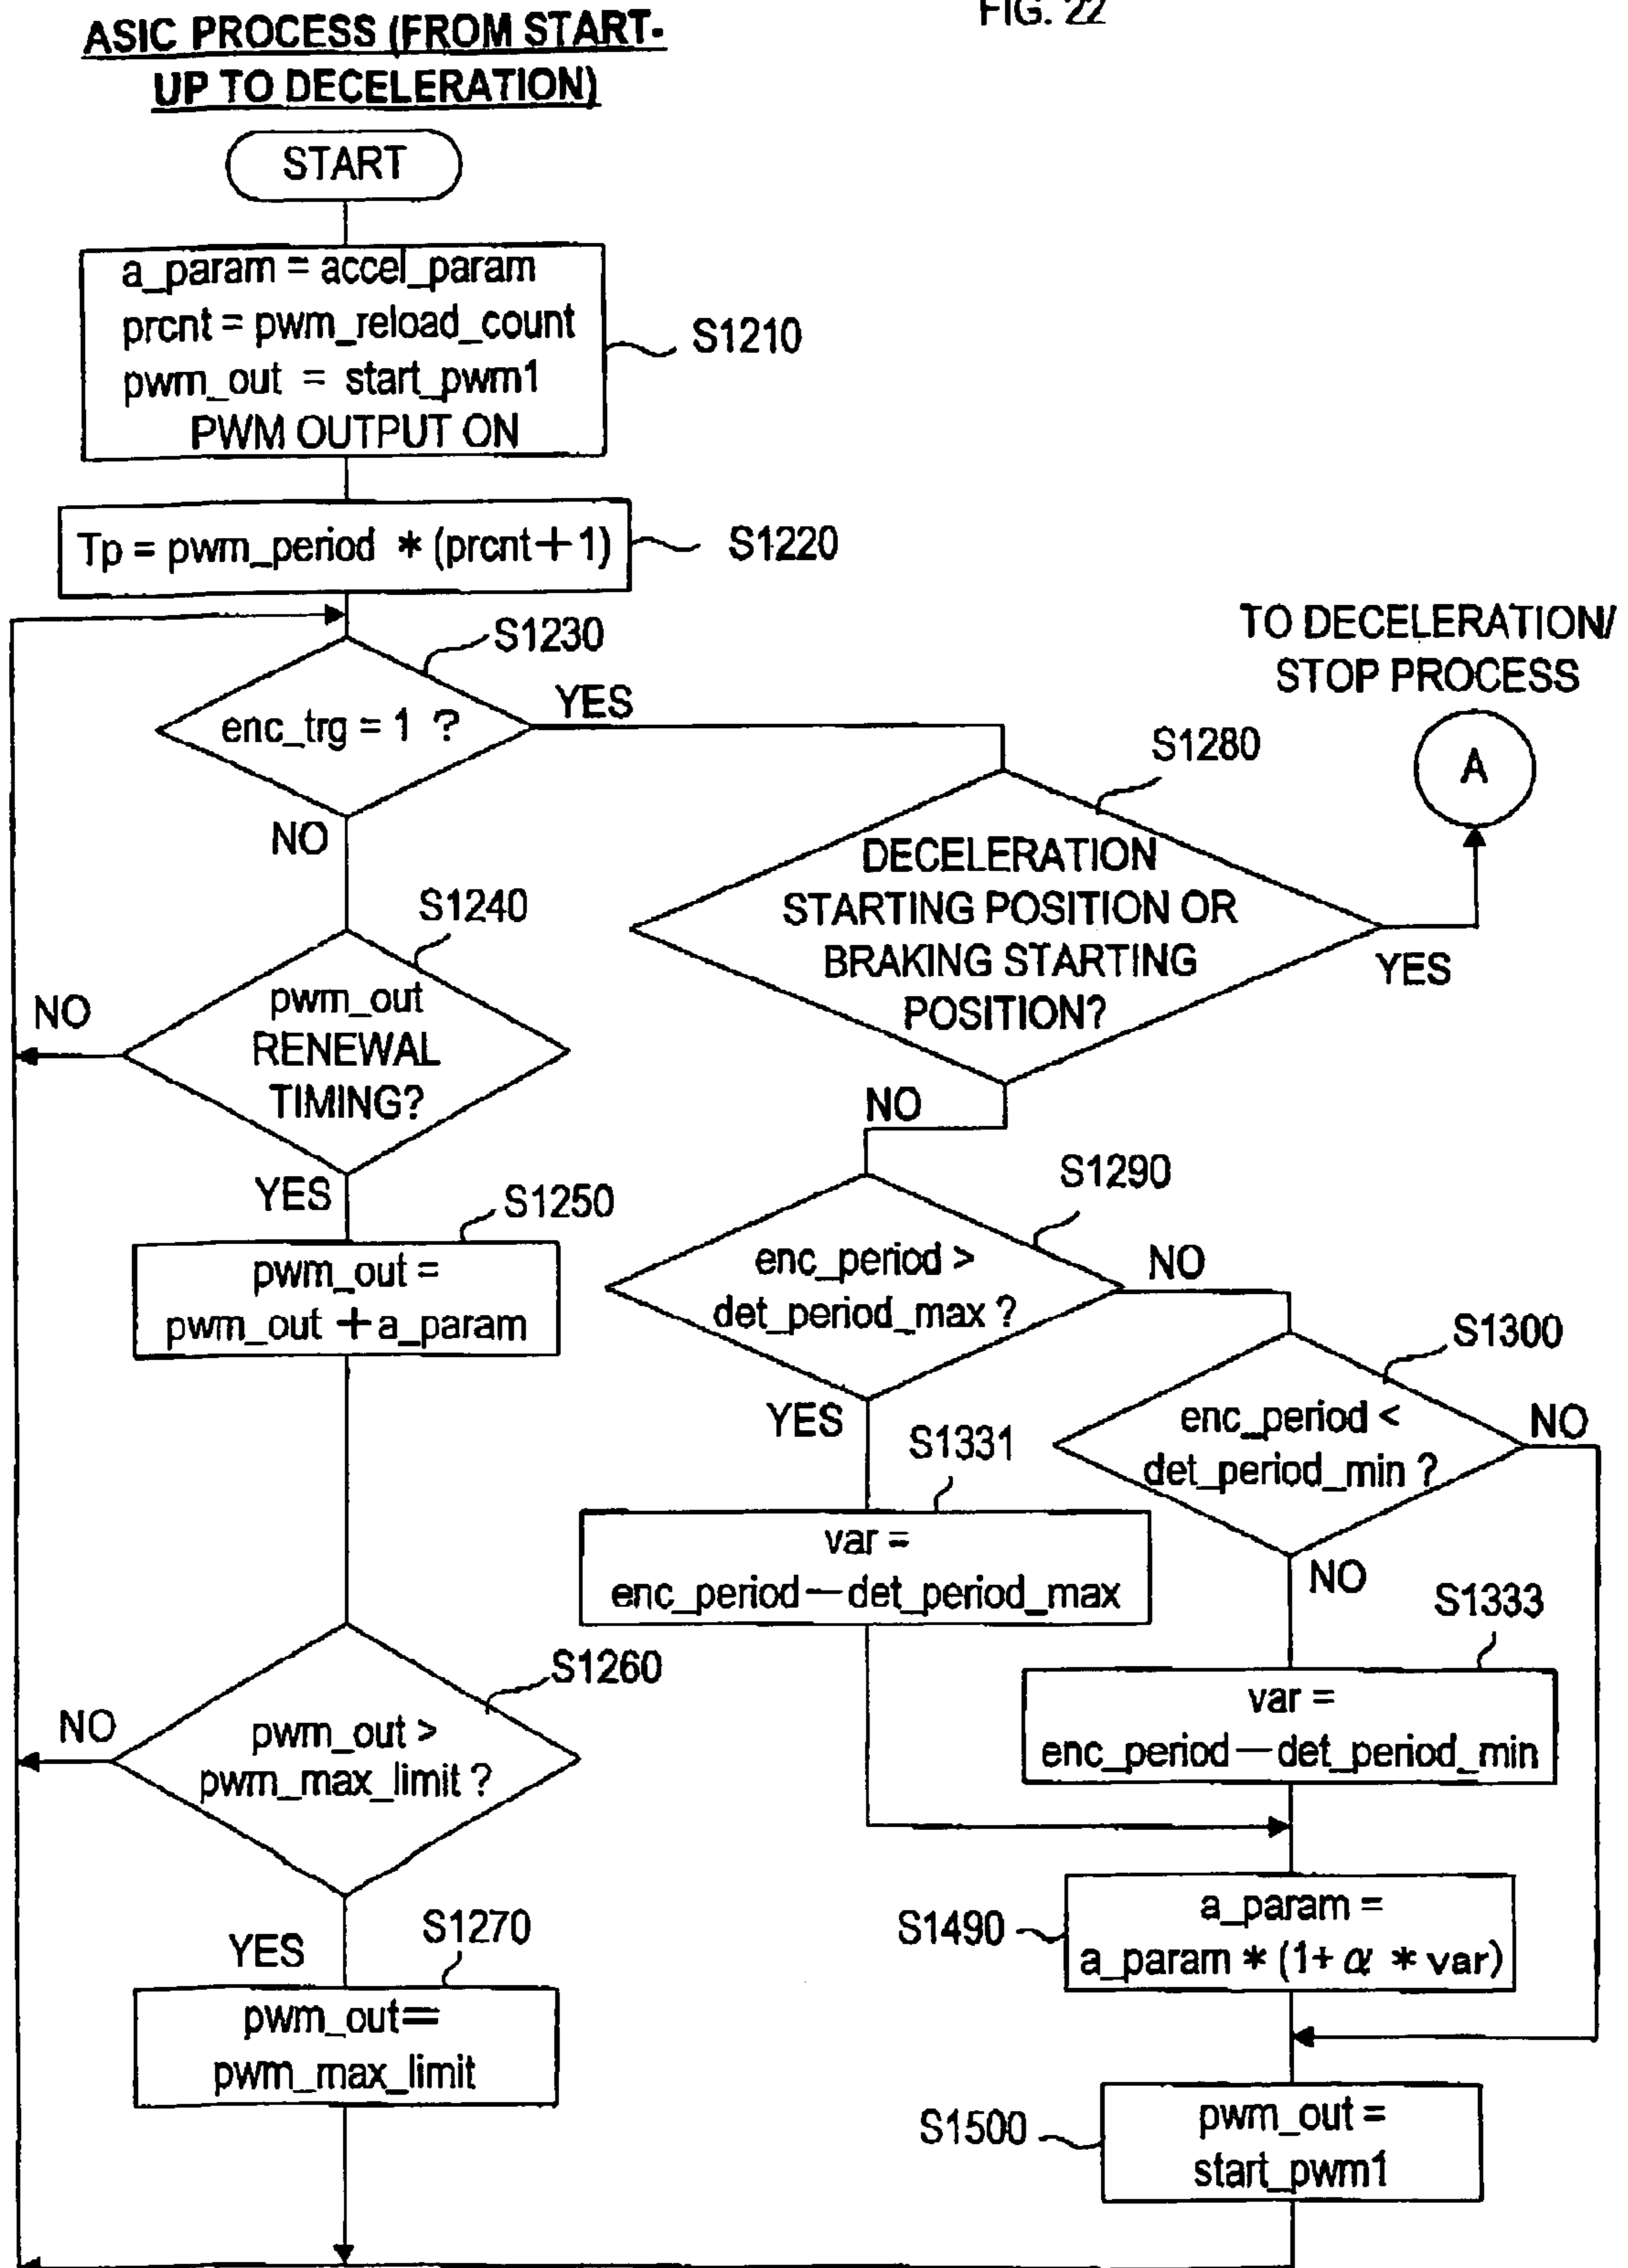 FIG. 22
ASIC PROCESS (FROM START-
UP TO DECELERATION)
START
a_param = accel_param
prcnt = pwm_reload_count
pwm_out = start_pwm1
PWM OUTPUT ON
S1210
Tp = pwm_period * (prcnt+1)
S1220
S1230
enc_trg = 1 ?
YES
NO
TO DECELERATION/
STOP PROCESS
A
S1280
DECELERATION
STARTING POSITION OR
BRAKING STARTING
POSITION?
YES
NO
S1240
pwm_out
RENEWAL
TIMING?
NO
YES
S1250
pwm_out =
pwm_out +a_param
S1290
enc_period >
det_period_max ?
NO
YES
S1300
enc_period <
det_period_min ?
NO
NO
S1331
var =
enc_period—det_period_max
S1333
var =
enc_period—det_period_min
S1260
pwm_out >
pwm_max_limit ?
NO
YES
S1270
pwm_out=
pwm_max_limit
S1490
a_param =
a_param * (1+ α * var)
S1500
pwm_out =
start_pwm1